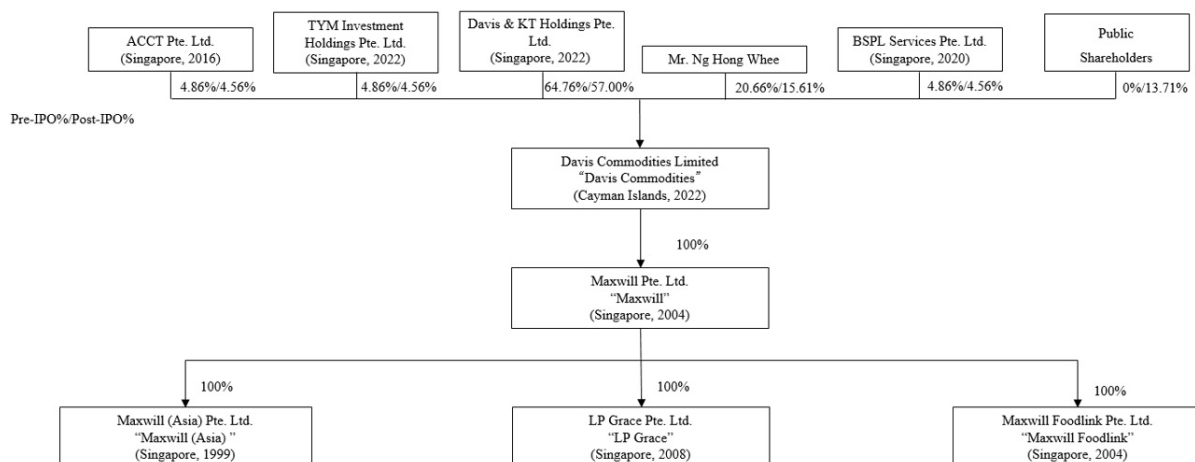 ACCT Pte. Ltd.
(Singapore, 2016)
TYM Investment
Holdings Pte. Ltd.
(Singapore, 2022)
Davis & KT Holdings Pte.
Ltd.
(Singapore, 2022)
Mr. Ng Hong Whee
BSPL Services Pte. Ltd.
(Singapore, 2020)
Public
Shareholders
4.86%/4.56%
4.86%/4.56%
64.76%/57.00%
20.66%/15.61%
4.86%/4.56%
0%/13.71%
Pre-IPO%/Post-IPO%
Davis Commodities Limited
“Davis Commodities”
(Cayman Islands, 2022)
100%
Maxwill Pte. Ltd.
“Maxwill”
(Singapore, 2004)
100%
100%
100%
Maxwill (Asia) Pte. Ltd.
“Maxwill (Asia) ”
(Singapore, 1999)
LP Grace Pte. Ltd.
“LP Grace”
(Singapore, 2008)
Maxwill Foodlink Pte. Ltd.
“Maxwill Foodlink”
(Singapore, 2004)